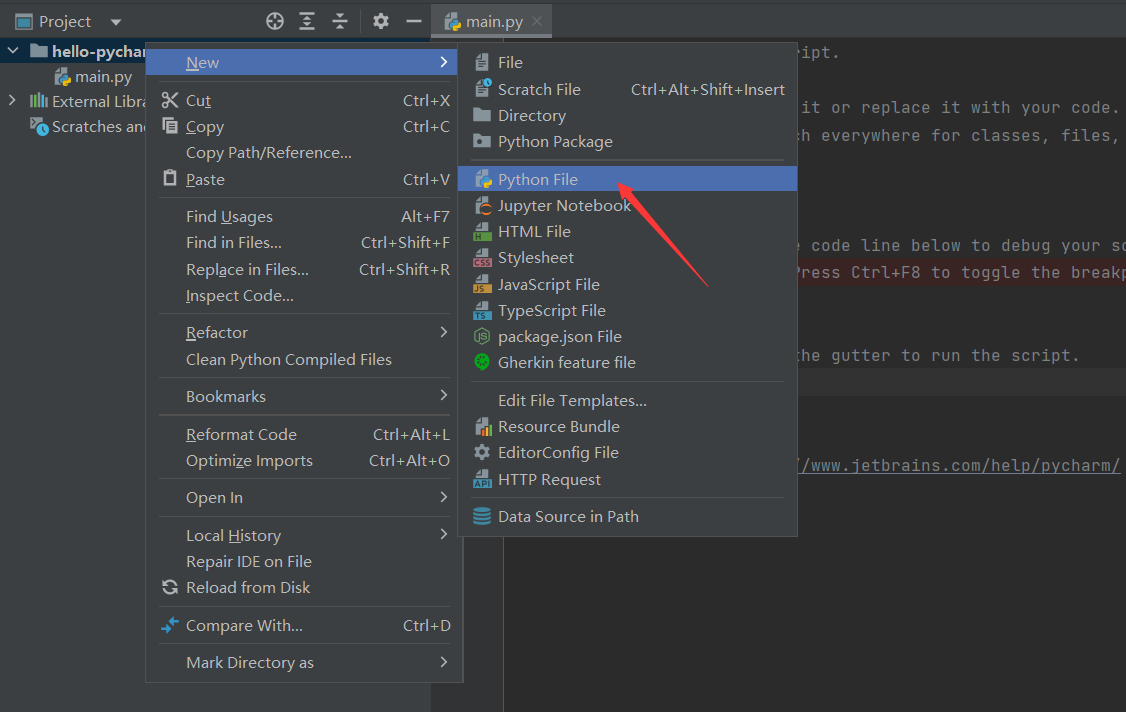 Project
main.py
hello-pychar
main.py
External Libra
Scratches an
New
Cut Ctrl+X
Copy Ctrl+C
Copy Path/Reference...
Paste Ctrl+V
Find Usages Alt+F7
Find in Files... Ctrl+Shift+F
Replace in Files... Ctrl+Shift+R
Inspect Code...
Refactor
Clean Python Compiled Files
Bookmarks
Reformat Code Ctrl+Alt+L
Optimize Imports Ctrl+Alt+O
Open In
Local History
Repair IDE on File
Reload from Disk
Compare With... Ctrl+D
Mark Directory as
File
Scratch File Ctrl+Alt+Shift+Insert
Directory
Python Package
Python File
Jupyter Notebook
HTML File
Stylesheet
JavaScript File
TypeScript File
package.json File
Gherkin feature file
Edit File Templates...
Resource Bundle
EditorConfig File
HTTP Request
Data Source in Path
ipt.
it or replace it with your code.
h everywhere for classes, files,
code line below to debug your sc
Press Ctrl+F8 to toggle the breakp
the gutter to run the script.
/www.jetbrains.com/help/pycharm/